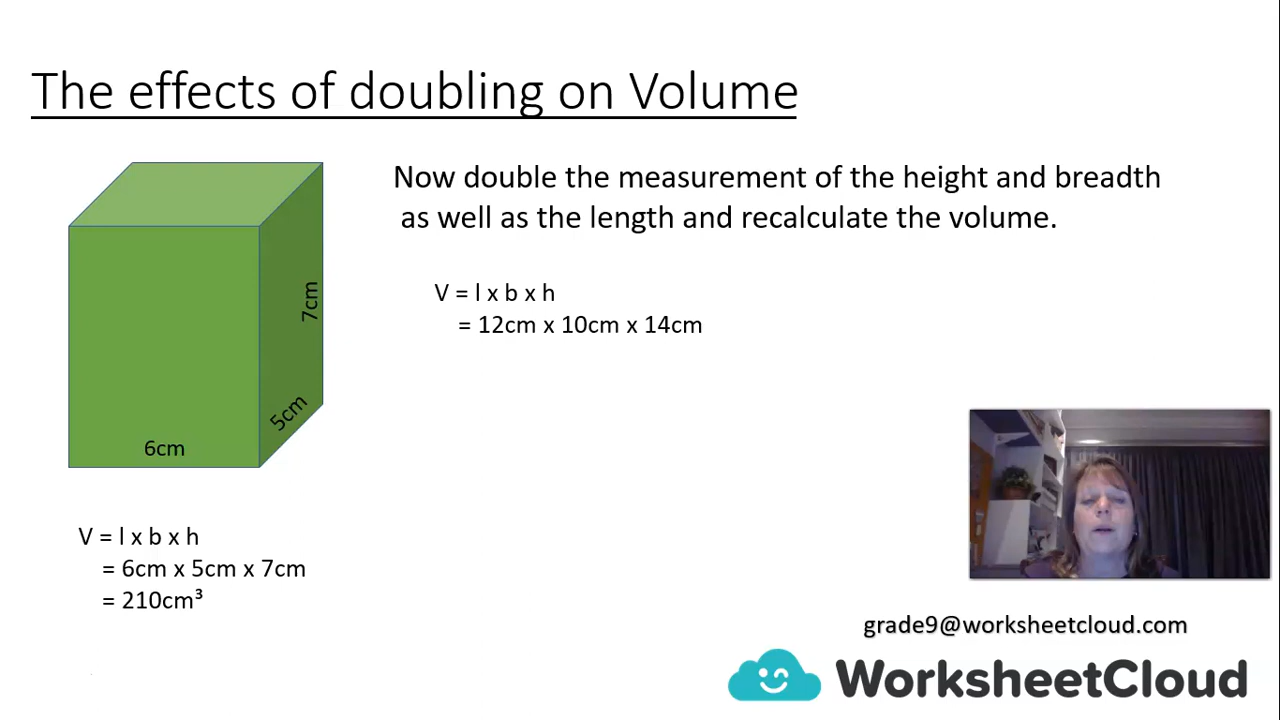 The effects of doubling on Volume
Now double the measurement of the height and breadth
as well as the length and recalculate the volume.
V = l x b x h
= 12cm x 10cm x 14cm
7cm
5cm
6cm
V = l x b x h
= 6cm x 5cm x 7cm
= 210cm³
grade9@worksheetcloud.com
WorksheetCloud